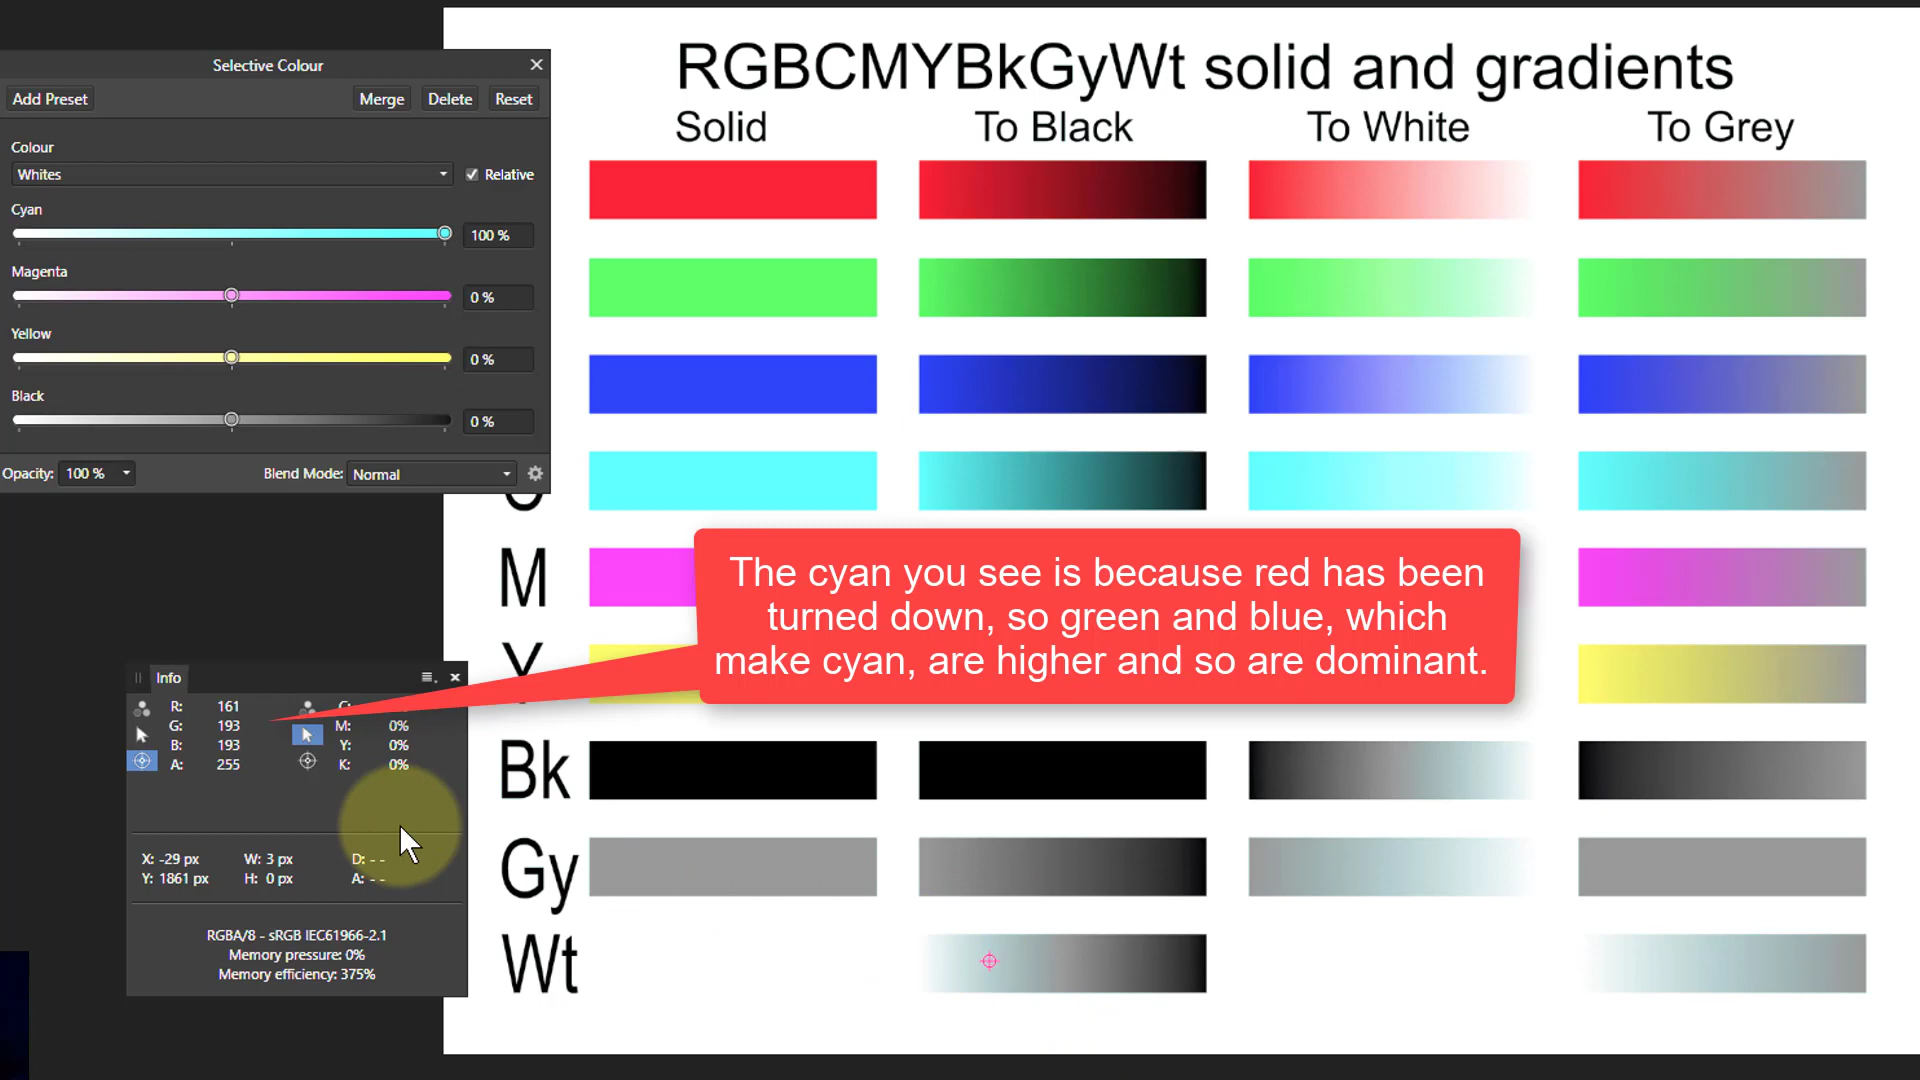 RGBCMYBkGyWt solid and gradients
Solid To Black To White To Grey
Selective Colour
Add Preset Merge Delete Reset
Colour
Whites Relative
Cyan
100 %
Magenta
0 %
Yellow
0 %
Black
0 %
Opacity: 100 % Blend Mode: Normal
M
Y
Bk
Gy
Wt
The cyan you see is because red has been
turned down, so green and blue, which
make cyan, are higher and so are dominant.
Info
R: 161
G: 193 M: 0%
B: 193 Y: 0%
A: 255 K: 0%
X: -29 px W: 3 px D: - -
Y: 1861 px H: 0 px A: - -
RGBA/8 - sRGB IEC61966-2.1
Memory pressure: 0%
Memory efficiency: 375%